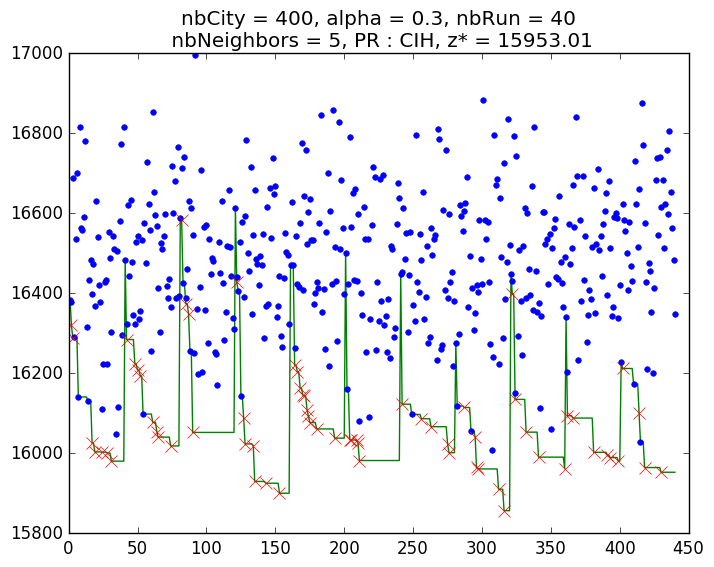 nbCity = 400, alpha = 0.3, nbRun = 40
nbNeighbors = 5, PR : CIH, z* = 15953.01
17000
16800
16600
16400
16200
16000
15800
0 50 100 150 200 250 300 350 400 450